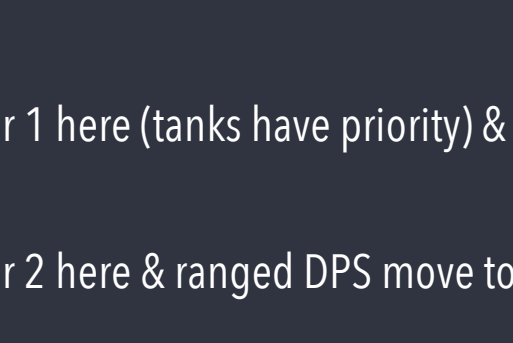 r 1 here (tanks have priority) &
r 2 here & ranged DPS move to